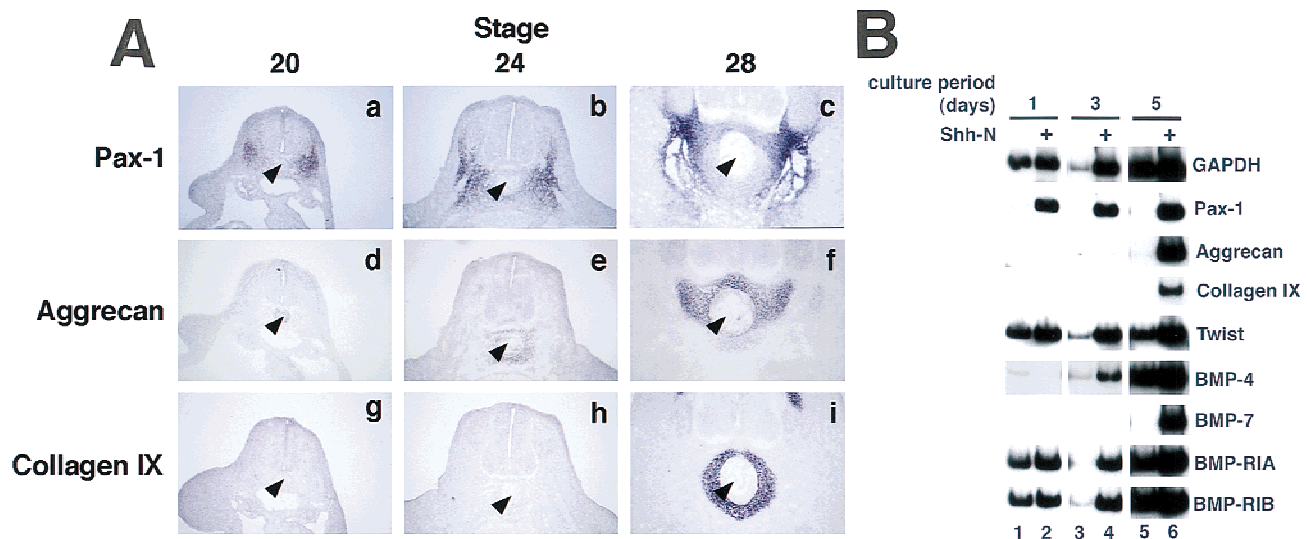 A
Stage
20 24 28
Pax-1
a b c
Aggrecan
d e f
Collagen IX
g h i
B
culture period
(days)
1 3 5
Shh-N + + +
GAPDH
Pax-1
Aggrecan
Collagen IX
Twist
BMP-4
BMP-7
BMP-RIA
BMP-RIB
1 2 3 4 5 6